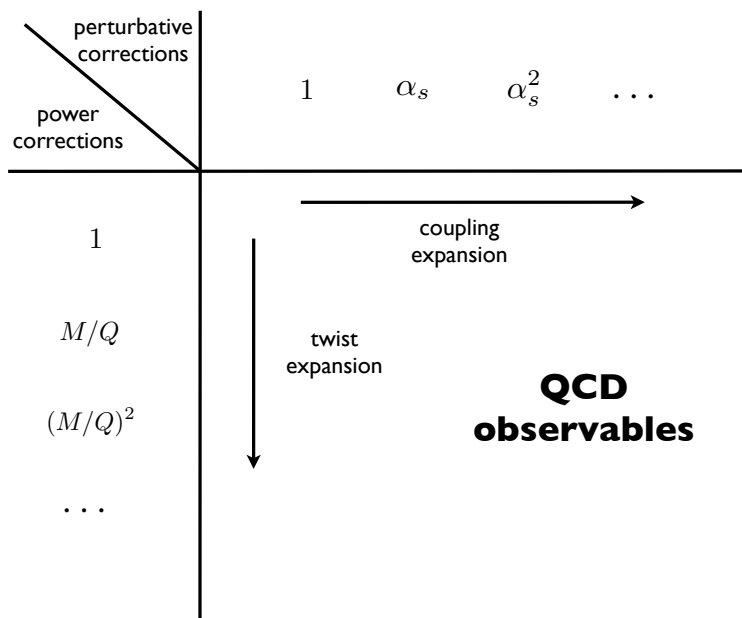 perturbative
corrections
power
corrections
1 α_s α_s^2 ...
coupling
expansion
1
M/Q
(M/Q)^2
...
twist
expansion
QCD
observables